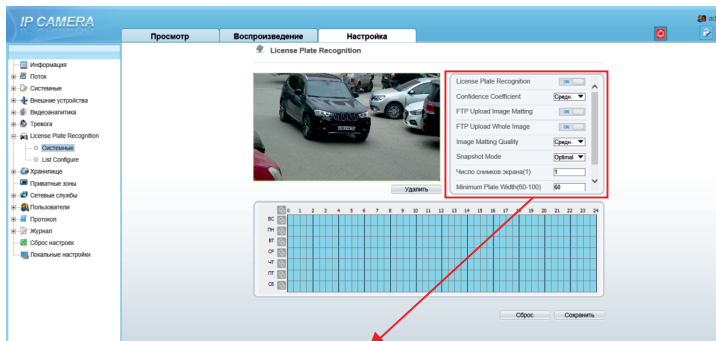 IP CAMERA
ad
Просмотр
Воспроизведение
Настройка
License Plate Recognition
Информация
Поток
Системные
Внешние устройства
Видеоаналитика
Тревога
License Plate Recognition
Системные
List Configure
Хранилище
Приватные зоны
Сетевые службы
Пользователи
Протокол
Журнал
Сброс настроек
Локальные настройки
License Plate Recognition ON
Confidence Coefficient Средн.
FTP Upload Image Matting ON
FTP Upload Whole Image ON
Image Matting Quality Средн.
Snapshot Mode Optimal
Число снимков экрана(1) 1
Minimum Plate Width(60-100) 60
Удалить
0 1 2 3 4 5 6 7 8 9 10 11 12 13 14 15 16 17 18 19 20 21 22 23 24
ВС
ПН
ВТ
СР
ЧТ
ПТ
СБ
Сброс
Сохранить